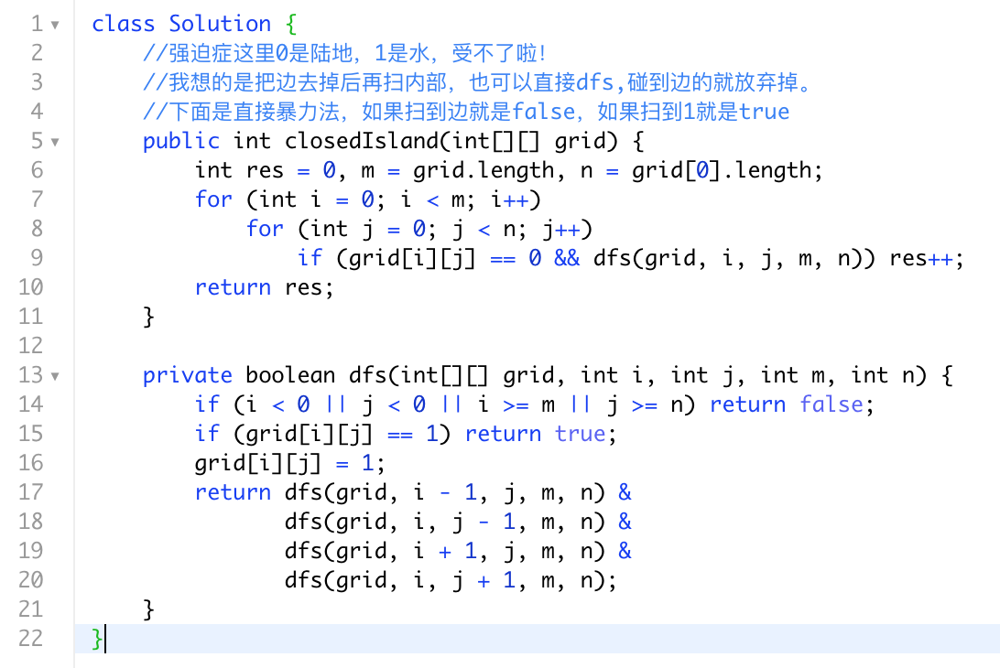 1 class Solution {
2 //强迫症这里0是陆地，1是水，受不了啦！
3 //我想的是把边去掉后再扫内部，也可以直接dfs,碰到边的就放弃掉。
4 //下面是直接暴力法，如果扫到边就是false，如果扫到1就是true
5 public int closedIsland(int[][] grid) {
6 int res = 0, m = grid.length, n = grid[0].length;
7 for (int i = 0; i < m; i++)
8 for (int j = 0; j < n; j++)
9 if (grid[i][j] == 0 && dfs(grid, i, j, m, n)) res++;
10 return res;
11 }
12
13 private boolean dfs(int[][] grid, int i, int j, int m, int n) {
14 if (i < 0 || j < 0 || i >= m || j >= n) return false;
15 if (grid[i][j] == 1) return true;
16 grid[i][j] = 1;
17 return dfs(grid, i - 1, j, m, n) &
18 dfs(grid, i, j - 1, m, n) &
19 dfs(grid, i + 1, j, m, n) &
20 dfs(grid, i, j + 1, m, n);
21 }
22 }